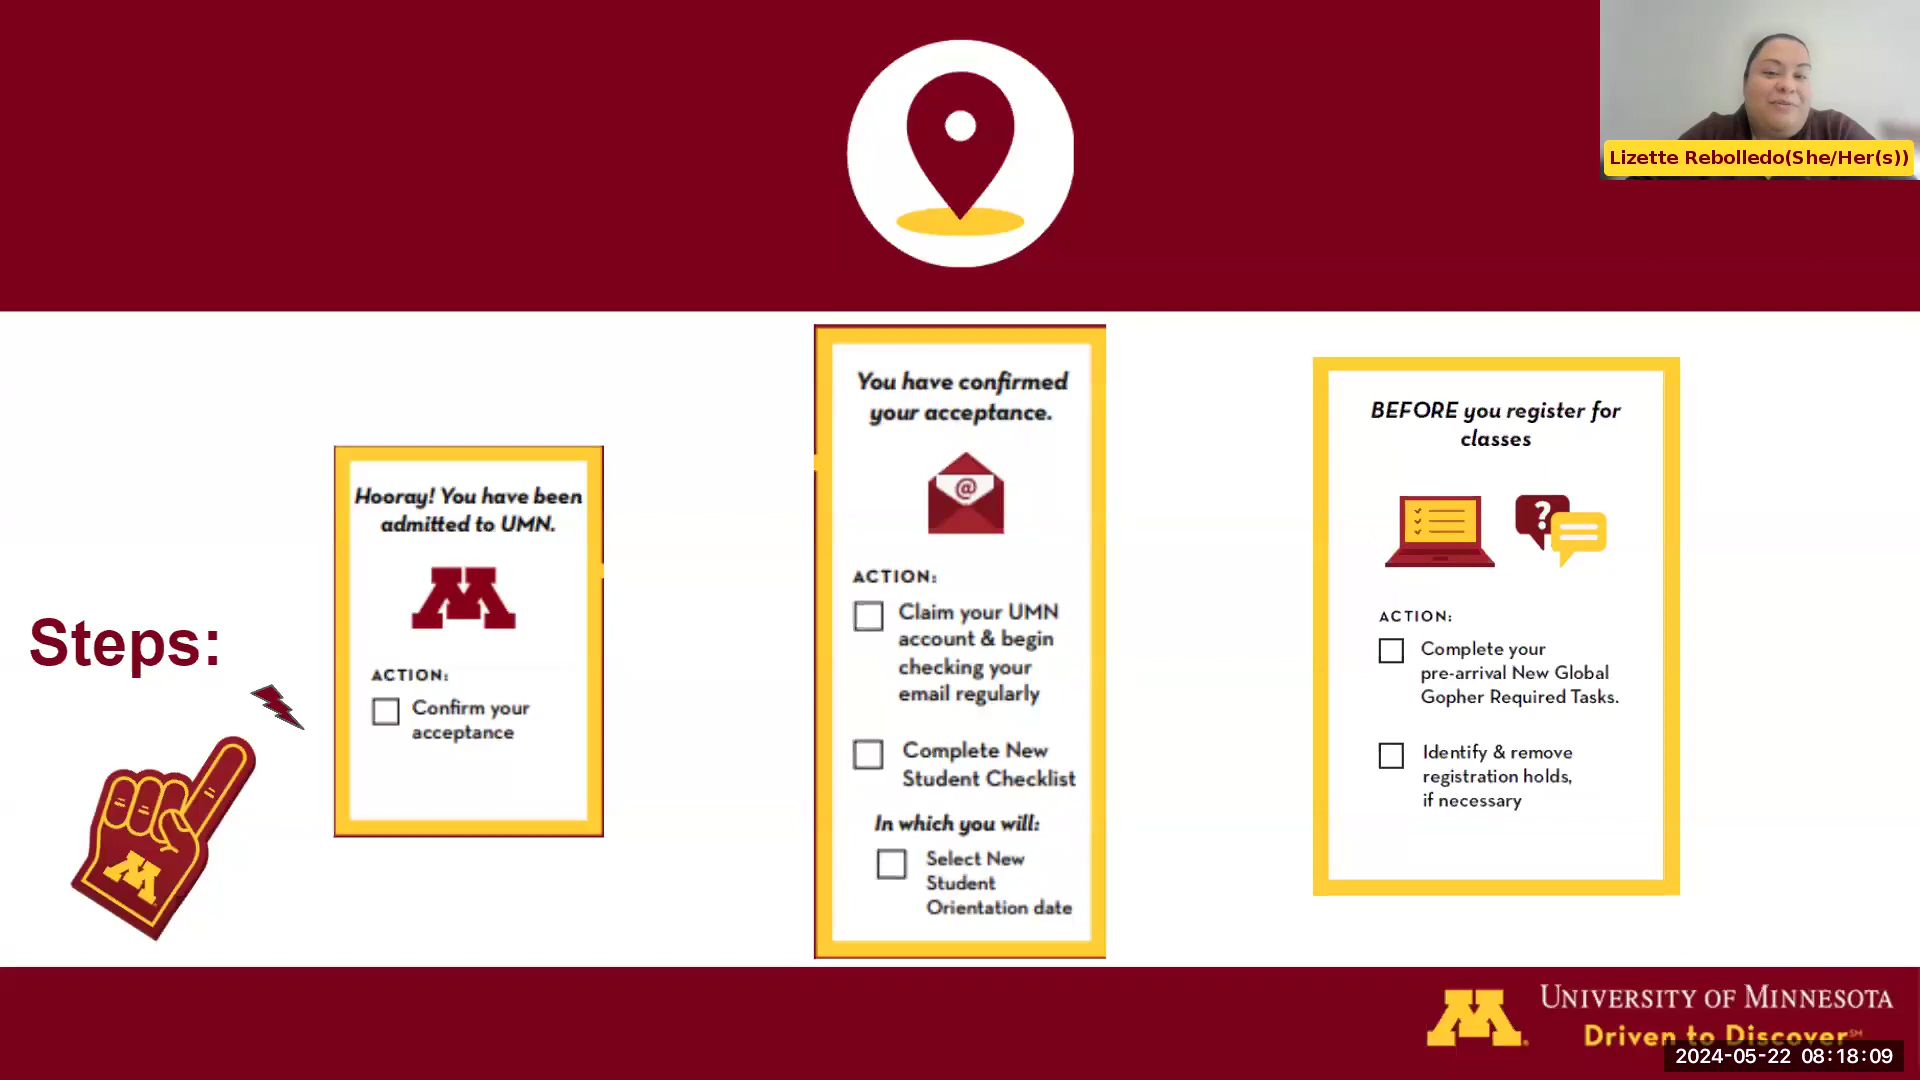 Lizette Rebolledo(She/Her(s))
Steps:
Hooray! You have been
admitted to UMN.
M
ACTION:
Confirm your
acceptance
M
You have confirmed
your acceptance.
@
ACTION:
Claim your UMN
account & begin
checking your
email regularly
Complete New
Student Checklist
In which you will:
Select New
Student
Orientation date
BEFORE you register for
classes
?
ACTION:
Complete your
pre-arrival New Global
Gopher Required Tasks.
Identify & remove
registration holds,
if necessary
M
UNIVERSITY OF MINNESOTA
Driven to Discover℠
2024-05-22 08:18:09